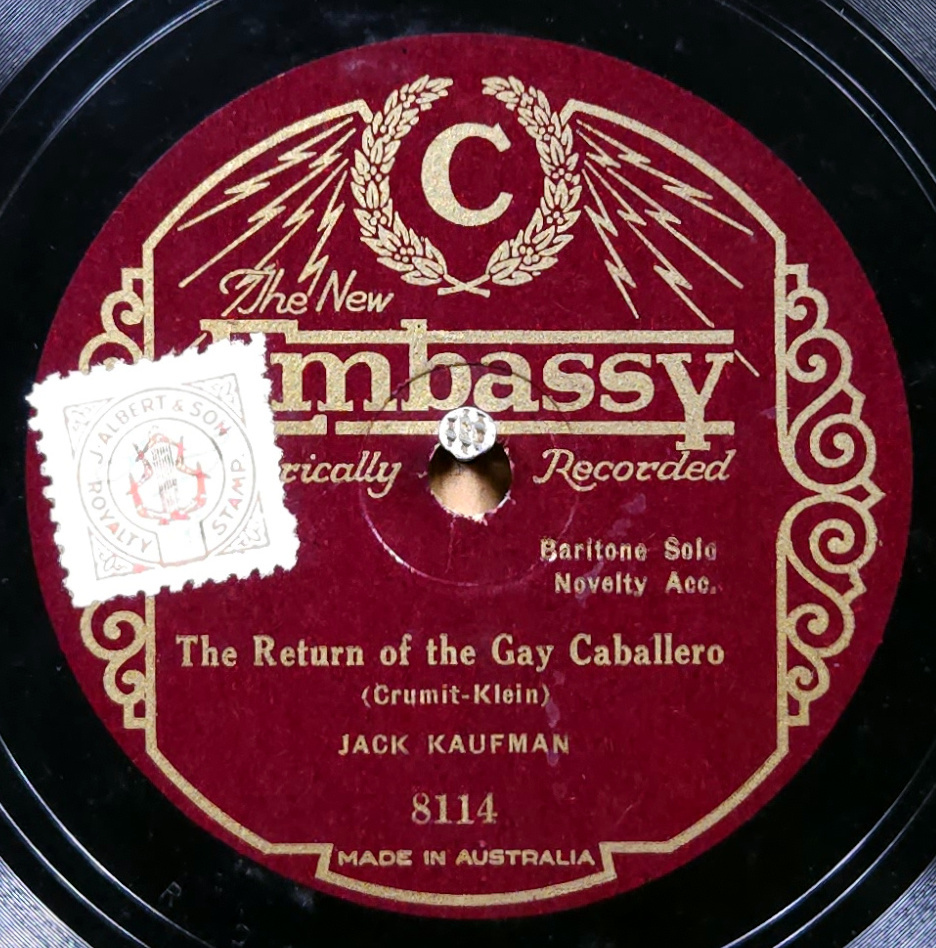 C
The New
Embassy
rically Recorded
J. ALBERT & SON
ROYALTY STAMP
Baritone Solo
Novelty Acc.
The Return of the Gay Caballero
(Crumit-Klein)
JACK KAUFMAN
8114
MADE IN AUSTRALIA